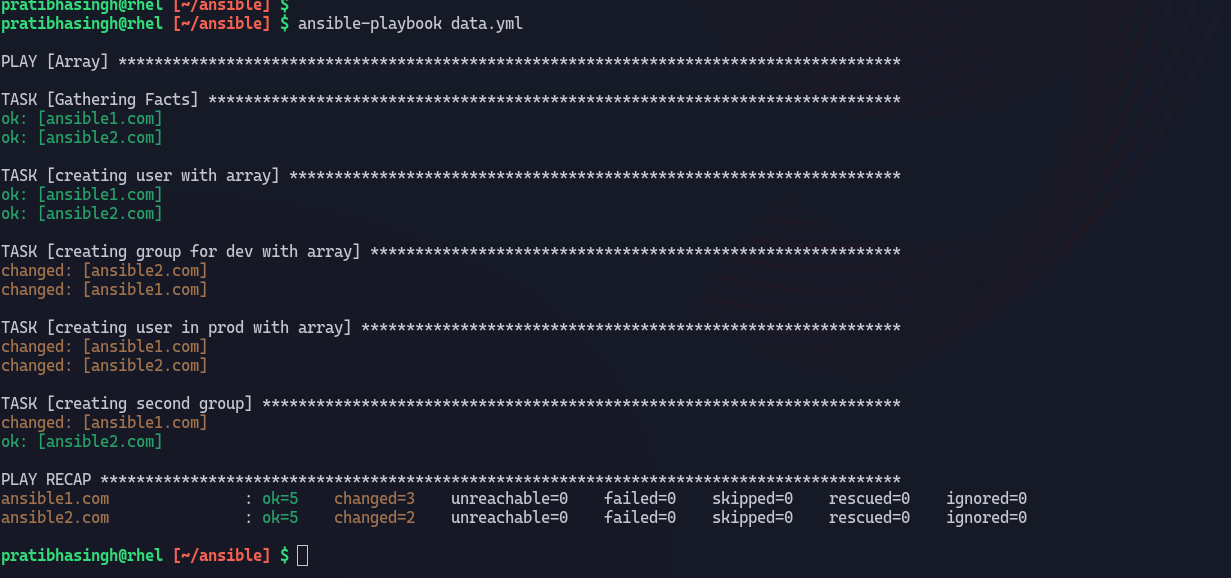 pratibhasingh@rhel [~/ansible] $
pratibhasingh@rhel [~/ansible] $ ansible-playbook data.yml
PLAY [Array] ***************************************************************************************
TASK [Gathering Facts] *****************************************************************************
ok: [ansible1.com]
ok: [ansible2.com]
TASK [creating user with array] ********************************************************************
ok: [ansible1.com]
ok: [ansible2.com]
TASK [creating group for dev with array] ***********************************************************
changed: [ansible2.com]
changed: [ansible1.com]
TASK [creating user in prod with array] ************************************************************
changed: [ansible1.com]
changed: [ansible2.com]
TASK [creating second group] ***********************************************************************
changed: [ansible1.com]
ok: [ansible2.com]
PLAY RECAP *****************************************************************************************
ansible1.com               : ok=5    changed=3    unreachable=0    failed=0    skipped=0    rescued=0    ignored=0
ansible2.com               : ok=5    changed=2    unreachable=0    failed=0    skipped=0    rescued=0    ignored=0
pratibhasingh@rhel [~/ansible] $